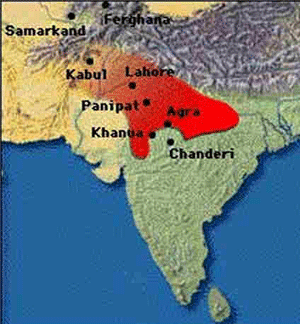 Ferghana
Samarkand
Kabul
Lahore
Panipat
Agra
Khanua
Chanderi